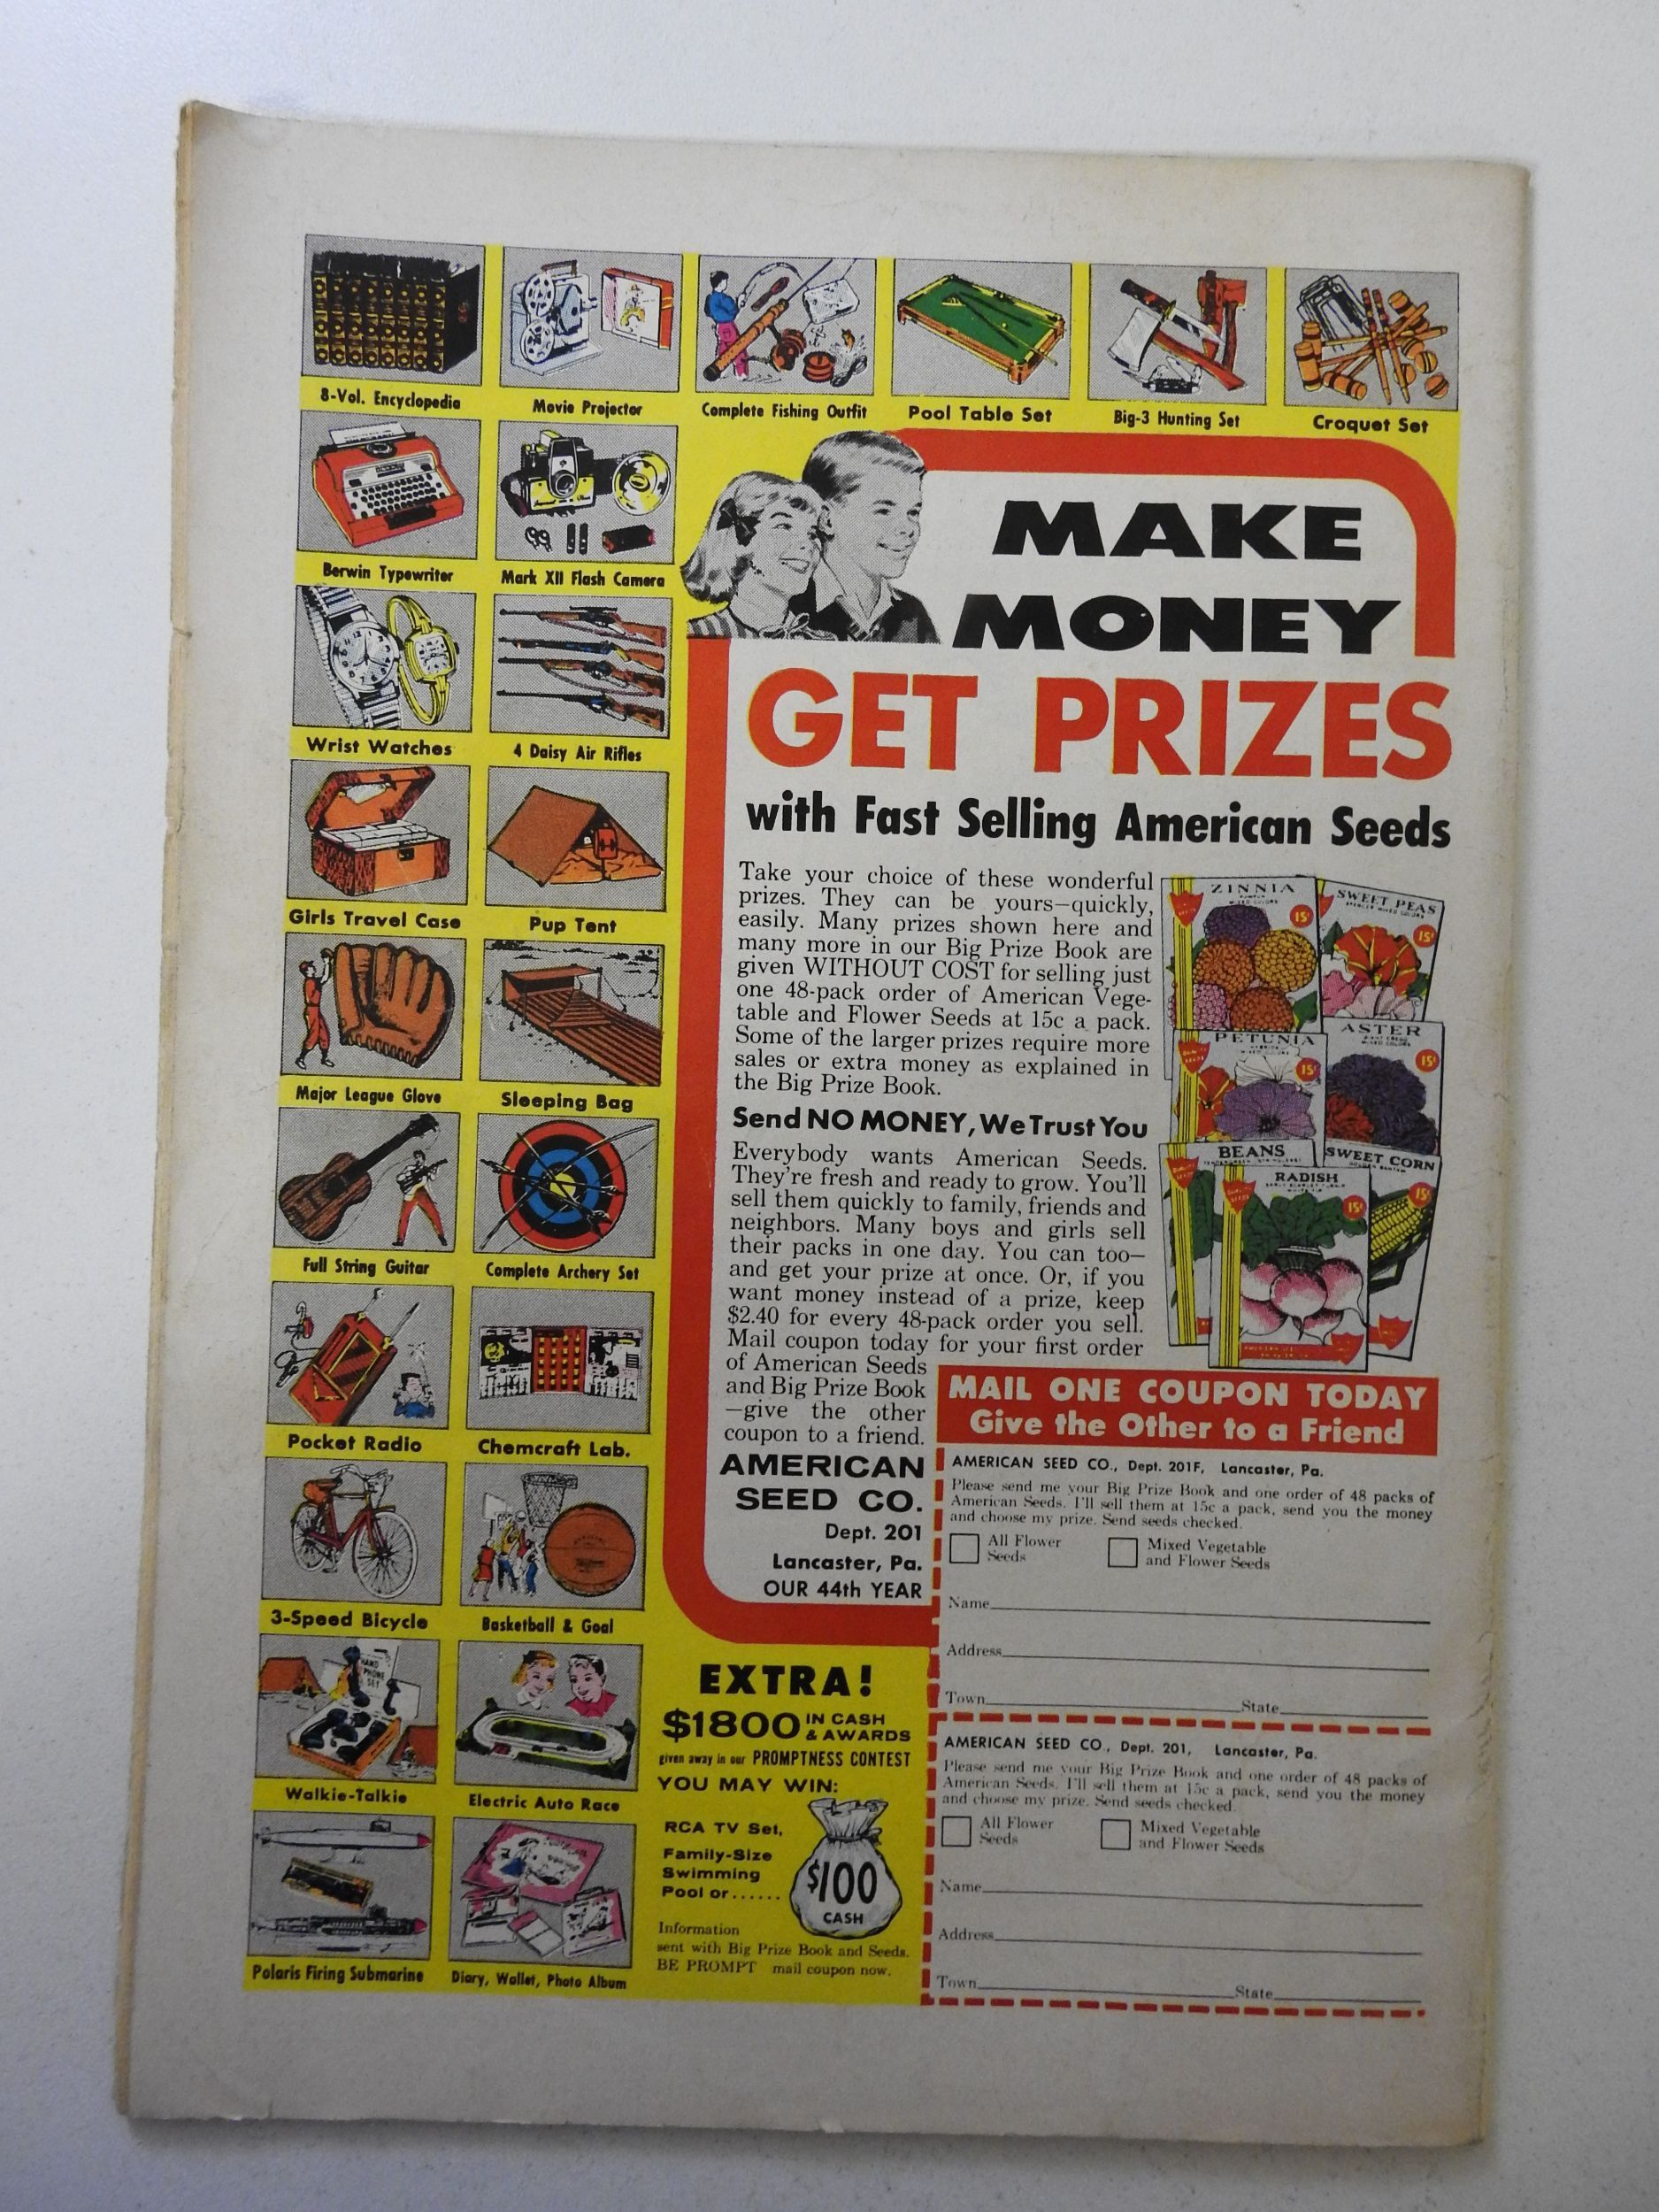 8-Vol. Encyclopedia
Movie Projector
Complete Fishing Outfit
Pool Table Set
Big-3 Hunting Set
Croquet Set
Berwin Typewriter
Mark XII Flash Camera
Wrist Watches
4 Daisy Air Rifles
Girls Travel Case
Pup Tent
Major League Glove
Sleeping Bag
Full String Guitar
Complete Archery Set
Pocket Radio
Chemcraft Lab.
3-Speed Bicycle
Basketball & Goal
HAND
PHONE
SET
Walkie-Talkie
Electric Auto Race
Polaris Firing Submarine
Diary, Wallet, Photo Album
MAKE
MONEY
GET PRIZES
with Fast Selling American Seeds
Take your choice of these wonderful
prizes. They can be yours—quickly,
easily. Many prizes shown here and
many more in our Big Prize Book are
given WITHOUT COST for selling just
one 48-pack order of American Vege-
table and Flower Seeds at 15c a pack.
Some of the larger prizes require more
sales or extra money as explained in
the Big Prize Book.
Send NO MONEY, We Trust You
Everybody wants American Seeds.
They're fresh and ready to grow. You'll
sell them quickly to family, friends and
neighbors. Many boys and girls sell
their packs in one day. You can too—
and get your prize at once. Or, if you
want money instead of a prize, keep
$2.40 for every 48-pack order you sell.
Mail coupon today for your first order
of American Seeds
and Big Prize Book
—give the other
coupon to a friend.
AMERICAN
SEED CO.
Dept. 201
Lancaster, Pa.
OUR 44th YEAR
ZINNIA
MIXED COLORS
15¢
SWEET PEAS
MIXED COLORS
15¢
PETUNIA
MIXED COLORS
15¢
ASTER
MIXED COLORS
15¢
BEANS
SWEET CORN
15¢
RADISH
15¢
MAIL ONE COUPON TODAY
Give the Other to a Friend
AMERICAN SEED CO., Dept. 201F, Lancaster, Pa.
Please send me your Big Prize Book and one order of 48 packs of
American Seeds. I'll sell them at 15c a pack, send you the money
and choose my prize. Send seeds checked.
All Flower
Seeds
Mixed Vegetable
and Flower Seeds
Name
Address
Town State
AMERICAN SEED CO., Dept. 201, Lancaster, Pa.
Please send me your Big Prize Book and one order of 48 packs of
American Seeds. I'll sell them at 15c a pack, send you the money
and choose my prize. Send seeds checked.
All Flower
Seeds
Mixed Vegetable
and Flower Seeds
Name
Address
Town State
EXTRA!
$1800 IN CASH
& AWARDS
given away in our PROMPTNESS CONTEST
YOU MAY WIN:
RCA TV Set,
Family-Size
Swimming
Pool or......
$100
CASH
Information
sent with Big Prize Book and Seeds.
BE PROMPT mail coupon now.